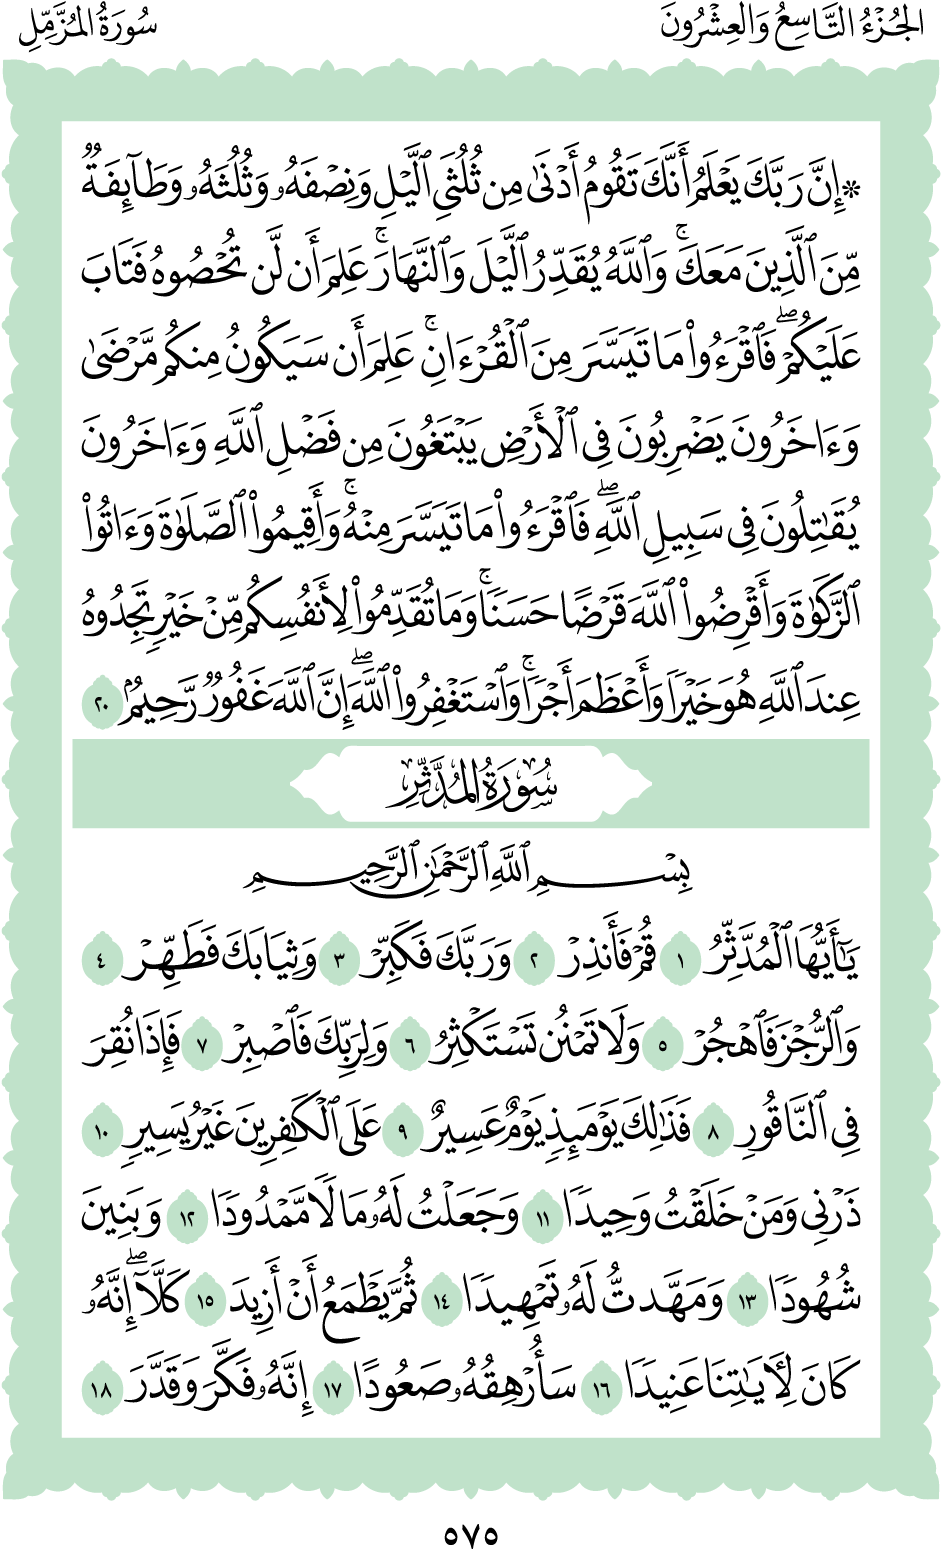 الجُزْءُ التَّاسِعُ وَالعِشْرُونَ
سُورَةُ المُزَّمِّلِ
۞ إِنَّ رَبَّكَ يَعْلَمُ أَنَّكَ تَقُومُ أَدْنَىٰ مِن ثُلُثَيِ ٱلَّيْلِ وَنِصْفَهُۥ وَثُلُثَهُۥ وَطَآئِفَةٌ
مِّنَ ٱلَّذِينَ مَعَكَۚ وَٱللَّهُ يُقَدِّرُ ٱلَّيْلَ وَٱلنَّهَارَۚ عَلِمَ أَن لَّن تُحْصُوهُ فَتَابَ
عَلَيْكُمْۖ فَٱقْرَءُوا۟ مَا تَيَسَّرَ مِنَ ٱلْقُرْءَانِۚ عَلِمَ أَن سَيَكُونُ مِنكُم مَّرْضَىٰ
وَءَاخَرُونَ يَضْرِبُونَ فِى ٱلْأَرْضِ يَبْتَغُونَ مِن فَضْلِ ٱللَّهِ وَءَاخَرُونَ
يُقَـٰتِلُونَ فِى سَبِيلِ ٱللَّهِۖ فَٱقْرَءُوا۟ مَا تَيَسَّرَ مِنْهُۚ وَأَقِيمُوا۟ ٱلصَّلَوٰةَ وَءَاتُوا۟
ٱلزَّكَوٰةَ وَأَقْرِضُوا۟ ٱللَّهَ قَرْضًا حَسَنًاۚ وَمَا تُقَدِّمُوا۟ لِأَنفُسِكُم مِّنْ خَيْرٍ تَجِدُوهُ
عِندَ ٱللَّهِ هُوَ خَيْرًا وَأَعْظَمَ أَجْرًاۚ وَٱسْتَغْفِرُوا۟ ٱللَّهَۖ إِنَّ ٱللَّهَ غَفُورٌ رَّحِيمٌۢ ٢٠
سُورَةُ المُدَّثِّرِ
بِسْمِ ٱللَّهِ ٱلرَّحْمَـٰنِ ٱلرَّحِيمِ
يَـٰٓأَيُّهَا ٱلْمُدَّثِّرُ ١ قُمْ فَأَنذِرْ ٢ وَرَبَّكَ فَكَبِّرْ ٣ وَثِيَابَكَ فَطَهِّرْ ٤
وَٱلرُّجْزَ فَٱهْجُرْ ٥ وَلَا تَمْنُن تَسْتَكْثِرُ ٦ وَلِرَبِّكَ فَٱصْبِرْ ٧ فَإِذَا نُقِرَ
فِى ٱلنَّاقُورِ ٨ فَذَٰلِكَ يَوْمَئِذٍ يَوْمٌ عَسِيرٌ ٩ عَلَى ٱلْكَـٰفِرِينَ غَيْرُ يَسِيرٍ ١٠
ذَرْنِى وَمَنْ خَلَقْتُ وَحِيدًا ١١ وَجَعَلْتُ لَهُۥ مَالًا مَّمْدُودًا ١٢ وَبَنِينَ
شُهُودًا ١٣ وَمَهَّدتُّ لَهُۥ تَمْهِيدًا ١٤ ثُمَّ يَطْمَعُ أَنْ أَزِيدَ ١٥ كَلَّآۖ إِنَّهُۥ
كَانَ لِـَٔايَـٰتِنَا عَنِيدًا ١٦ سَأُرْهِقُهُۥ صَعُودًا ١٧ إِنَّهُۥ فَكَّرَ وَقَدَّرَ ١٨
٥٧٥